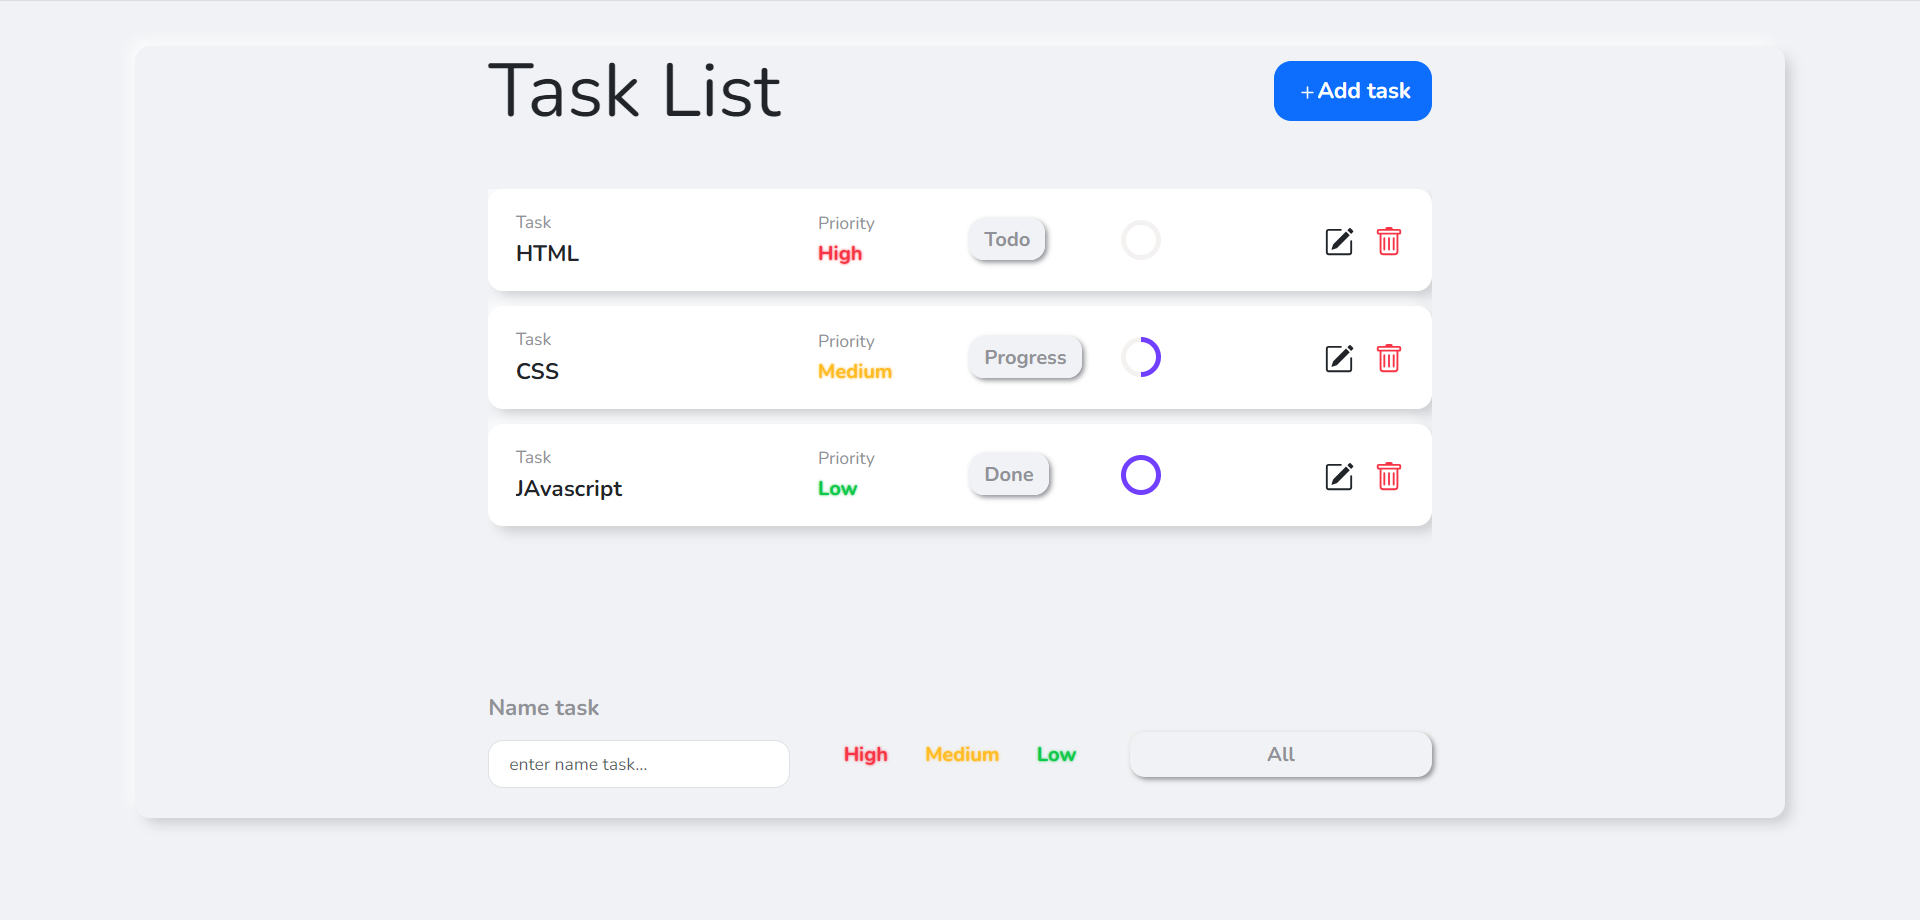 Task List
+Add task
Task
Priority
Todo
HTML
High
Task
Priority
Progress
CSS
Medium
Task
Priority
Done
JAvascript
Low
Name task
enter name task...
High
Medium
Low
All